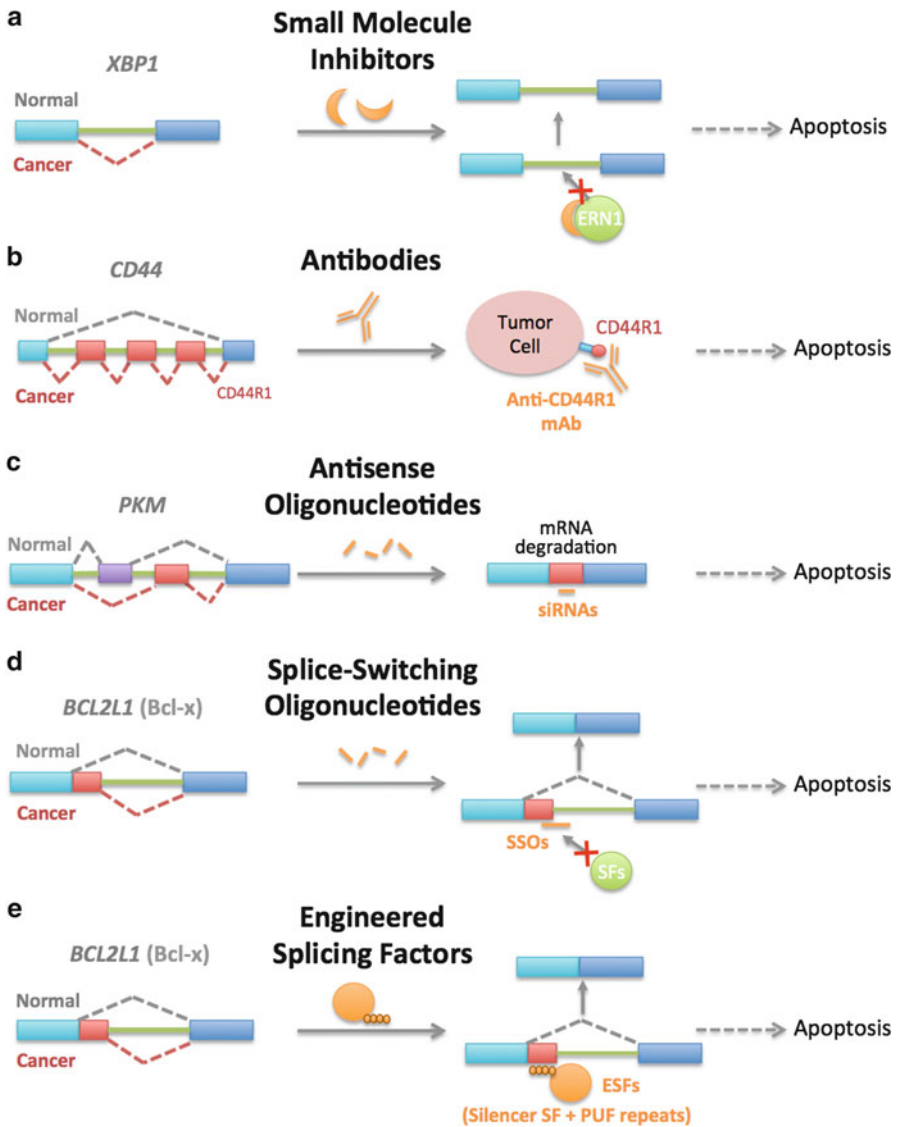 a
Small Molecule
Inhibitors
XBP1
Normal
Cancer
ERN1
Apoptosis
b
Antibodies
CD44
Normal
Cancer
CD44R1
Tumor
Cell
CD44R1
Anti-CD44R1
mAb
Apoptosis
c
Antisense
Oligonucleotides
PKM
Normal
Cancer
mRNA
degradation
siRNAs
Apoptosis
d
Splice-Switching
Oligonucleotides
BCL2L1 (Bcl-x)
Normal
Cancer
SSOs
SFs
Apoptosis
e
Engineered
Splicing Factors
BCL2L1 (Bcl-x)
Normal
Cancer
ESFs
(Silencer SF + PUF repeats)
Apoptosis